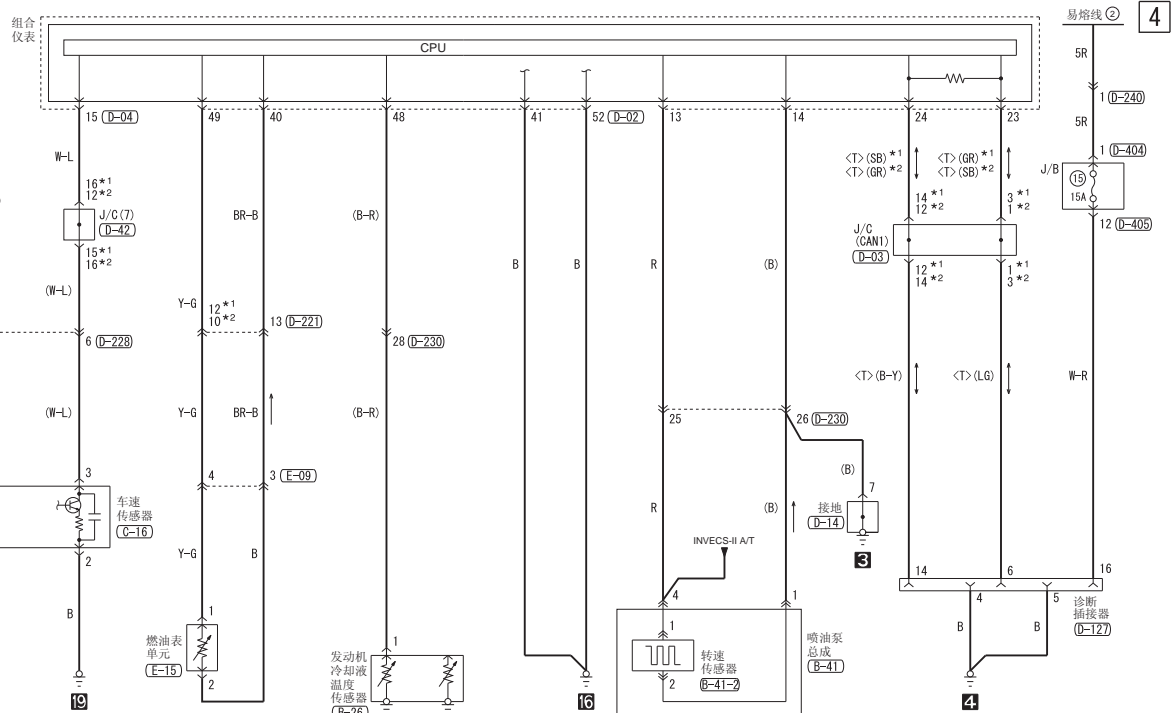 组合
仪表
CPU
易熔线②
4
5R
1 D-240
5R
1 D-404
J/B
⑮
15A
12 D-405
15 D-04
49
40
48
41
52 D-02
13
14
24
23
W-L
16*1
12*2
J/C(7)
D-42
15*1
16*2
(W-L)
BR-B
(B-R)
B
B
R
(B)
<T>(SB)*1
<T>(GR)*2
<T>(GR)*1
<T>(SB)*2
14*1
12*2
3*1
1*2
J/C
(CAN1)
D-03
12*1
14*2
1*1
3*2
Y-G
12*1
10*2
13 D-221
6 D-228
28 D-230
<T>(B-Y)
<T>(LG)
W-R
(W-L)
Y-G
BR-B
(B-R)
25
26 D-230
3
4
3 E-09
(B)
7
车速
传感器
C-16
接地
D-14
3
R
(B)
INVECS-II A/T
2
Y-G
B
14
6
16
4
5
诊断
插接器
D-127
B
1
4
1
B
B
燃油表
单元
E-15
2
1
发动机
冷却液
温度
传感器
B-26
1
转速
传感器
B-41-2
2
喷油泵
总成
B-41
19
16
4